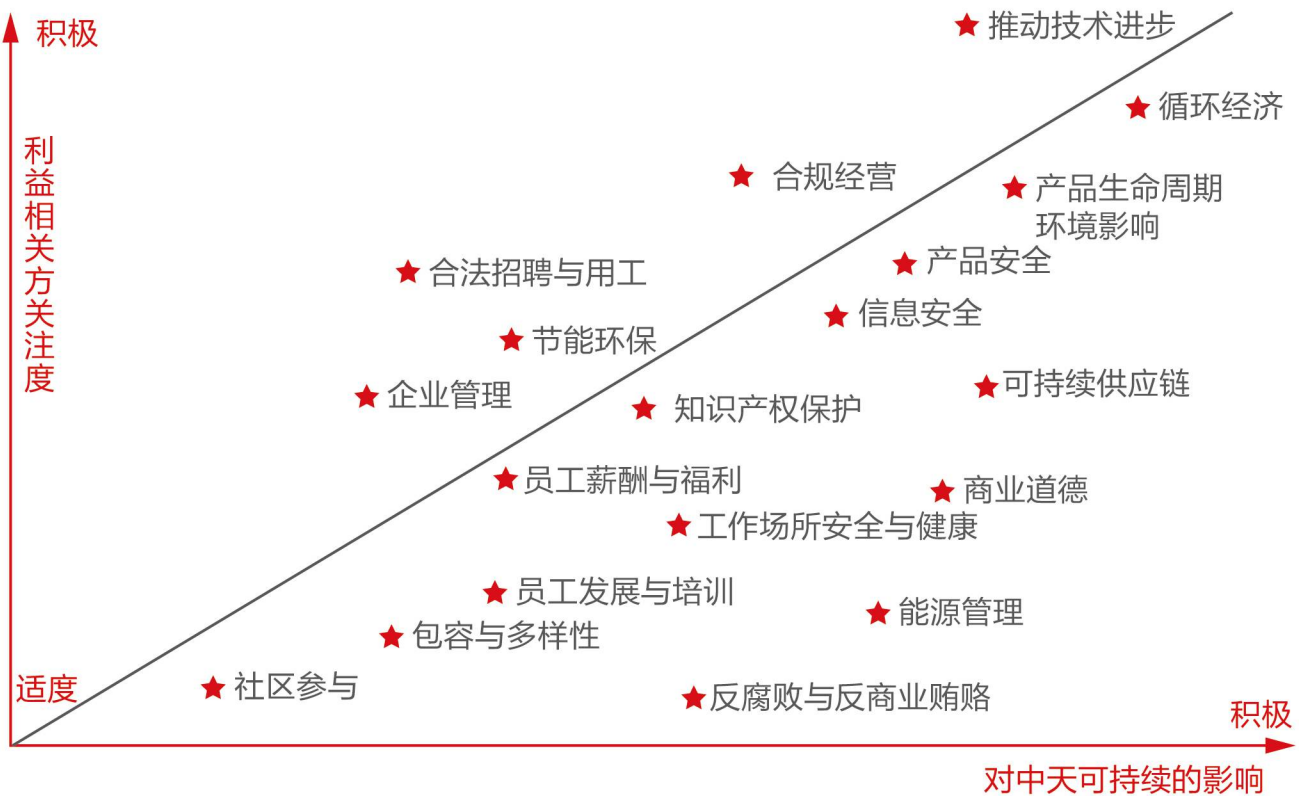 积极
推动技术进步
循环经济
利益相关方关注度
合规经营
产品生命周期
环境影响
产品安全
合法招聘与用工
信息安全
节能环保
可持续供应链
企业管理
知识产权保护
员工薪酬与福利
商业道德
工作场所安全与健康
员工发展与培训
能源管理
包容与多样性
适度
社区参与
反腐败与反商业贿赂
积极
对中天可持续的影响